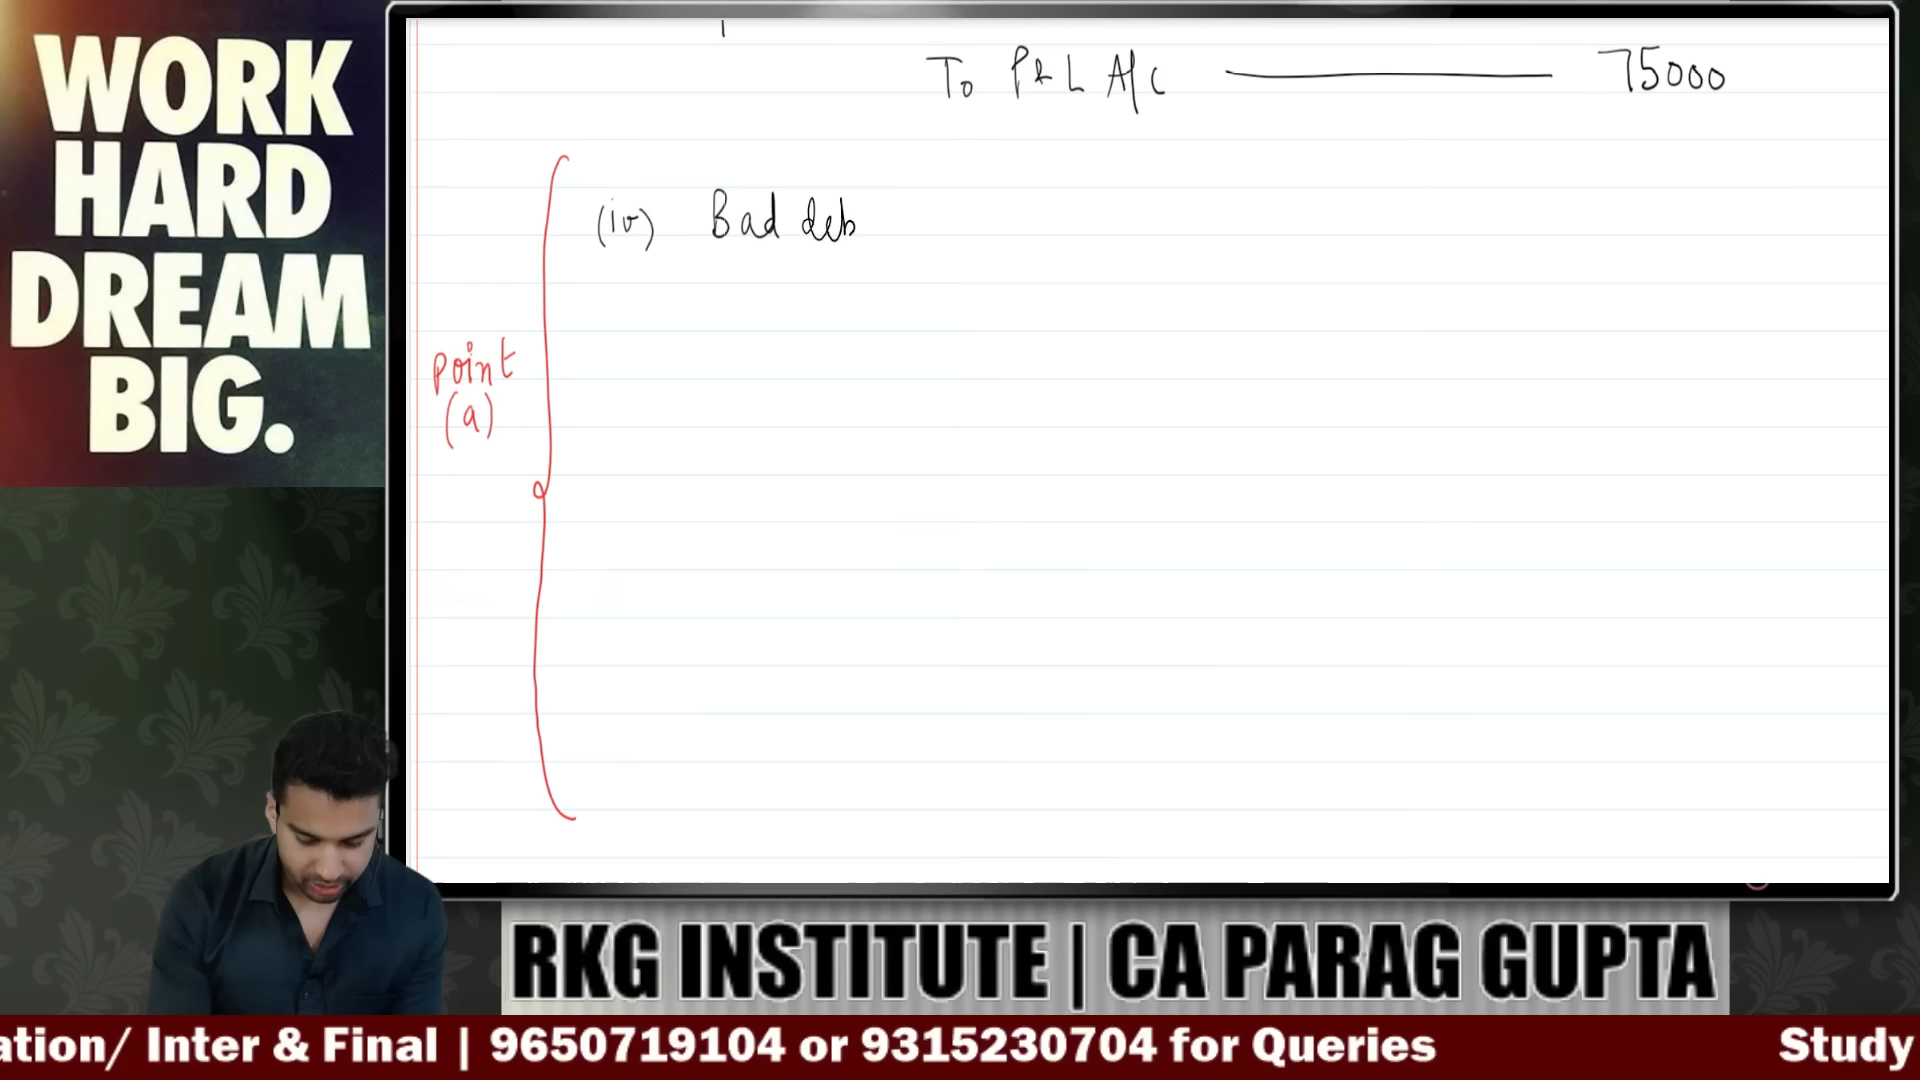 WORK
HARD
DREAM
BIG.
To P&L A/c 75000
(iv) Bad deb
Point
(a)
RKG INSTITUTE | CA PARAG GUPTA
ation/ Inter & Final | 9650719104 or 9315230704 for Queries Study